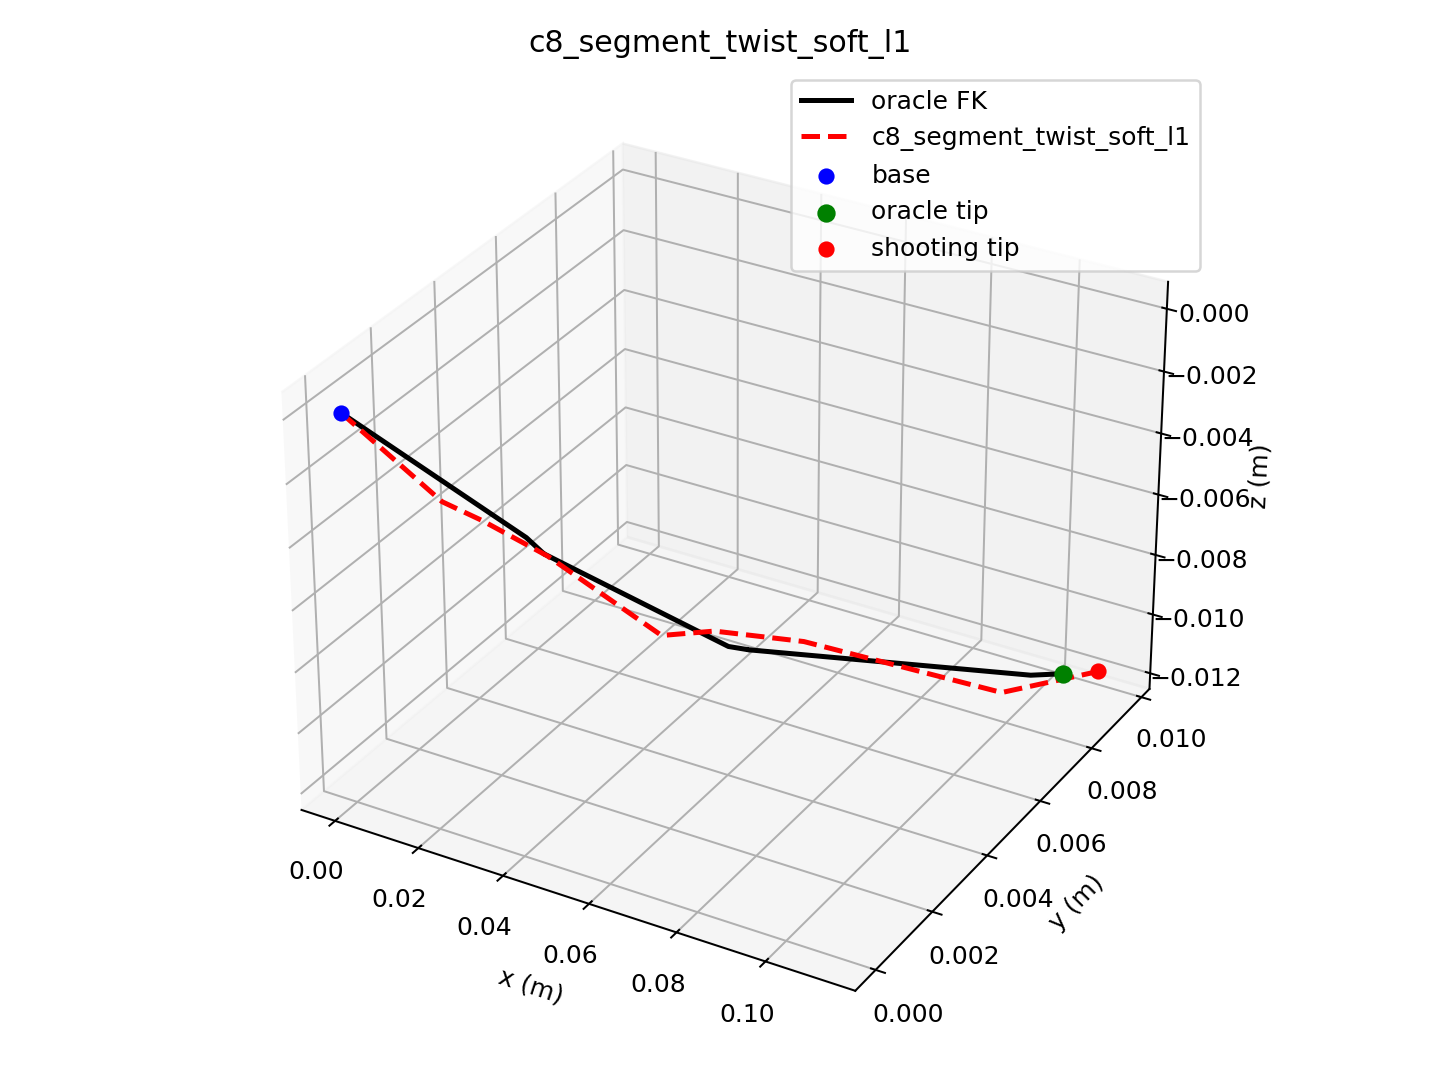 c8_segment_twist_soft_l1
oracle FK
c8_segment_twist_soft_l1
base
oracle tip
shooting tip
0.000
−0.002
−0.004
−0.006
−0.008
−0.010
−0.012
z (m)
0.010
0.008
0.006
0.004
0.002
0.000
y (m)
0.00
0.02
0.04
0.06
0.08
0.10
x (m)